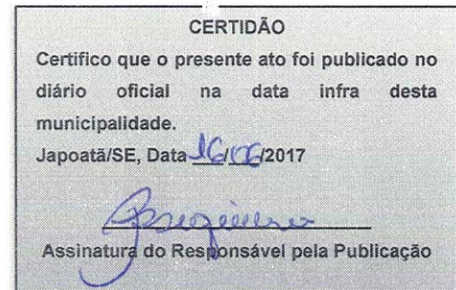 CERTIDÃO
Certifico que o presente ato foi publicado no
diário oficial na data infra desta
municipalidade.
Japoatã/SE, Data 16/06/2017
Assinatura do Responsável pela Publicação